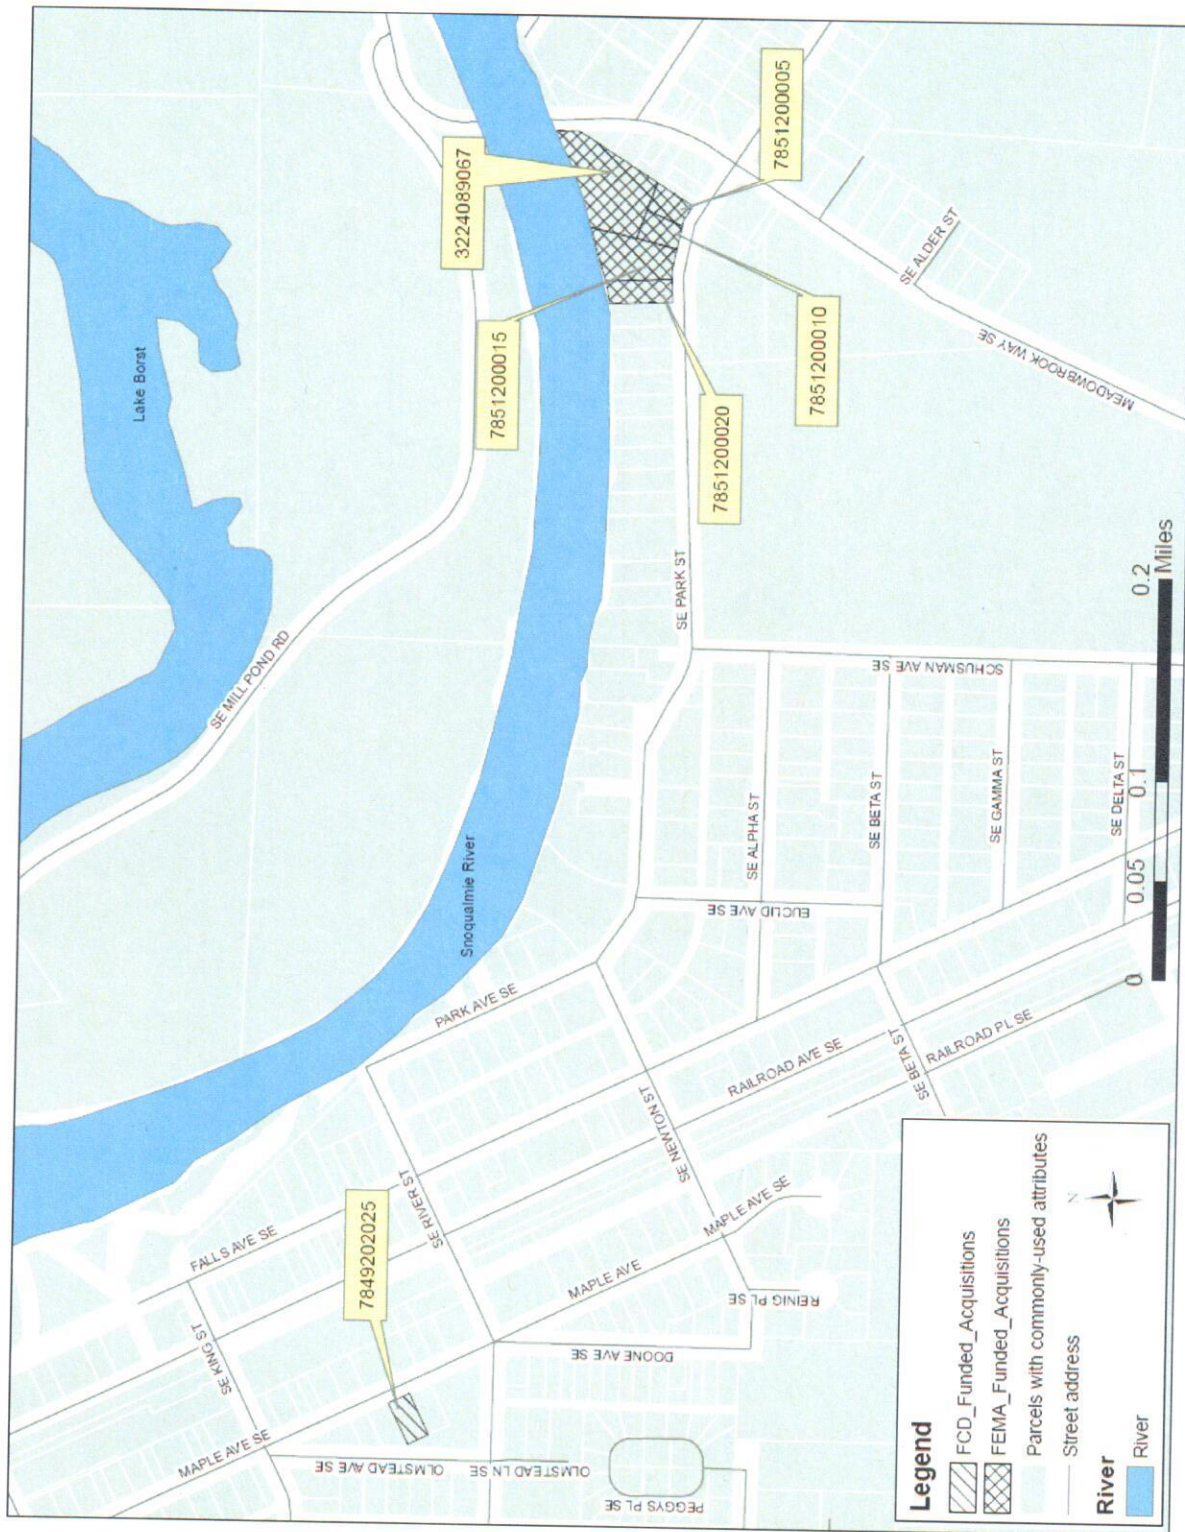 Lake Borst
SE MILL POND RD
Snoqualmie River
3224089067
7851200015
7851200005
7851200010
7851200020
7849202025
SE ALDER ST
MEADOWBROOK WAY SE
SE PARK ST
SCHUSMAN AVE SE
SE ALPHA ST
SE BETA ST
SE GAMMA ST
SE DELTA ST
EUCLID AVE SE
PARK AVE SE
RAILROAD AVE SE
SE BETA ST
RAILROAD PL SE
SE NEWTON ST
SE RIVER ST
FALLS AVE SE
MAPLE AVE SE
MAPLE AVE
REINIG PL SE
DOONE AVE SE
SE KING ST
MAPLE AVE SE
OLMSTEAD AVE SE
OLMSTEAD LN SE
PEGGYS PL SE
0 0.05 0.1 0.2
Miles
Legend
FCD_Funded_Acquisitions
FEMA_Funded_Acquisitions
Parcels with commonly-used attributes
Street address
River
River
N